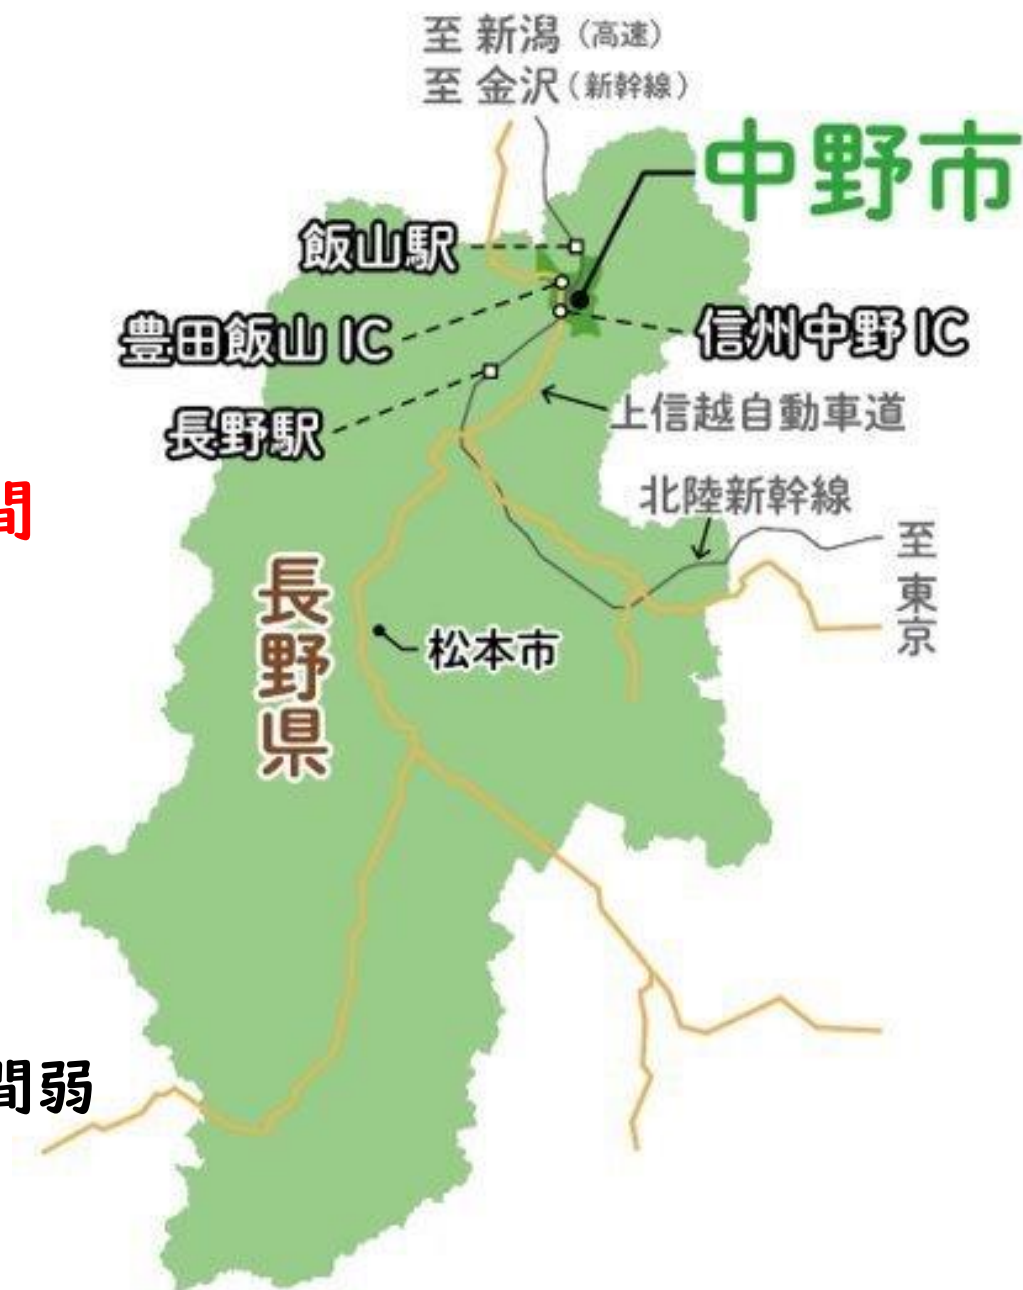 至 新潟（高速）
至 金沢（新幹線）
中野市
飯山駅
豊田飯山 IC
信州中野 IC
長野駅
上信越自動車道
間
北陸新幹線
至東京
長野県
松本市
間弱